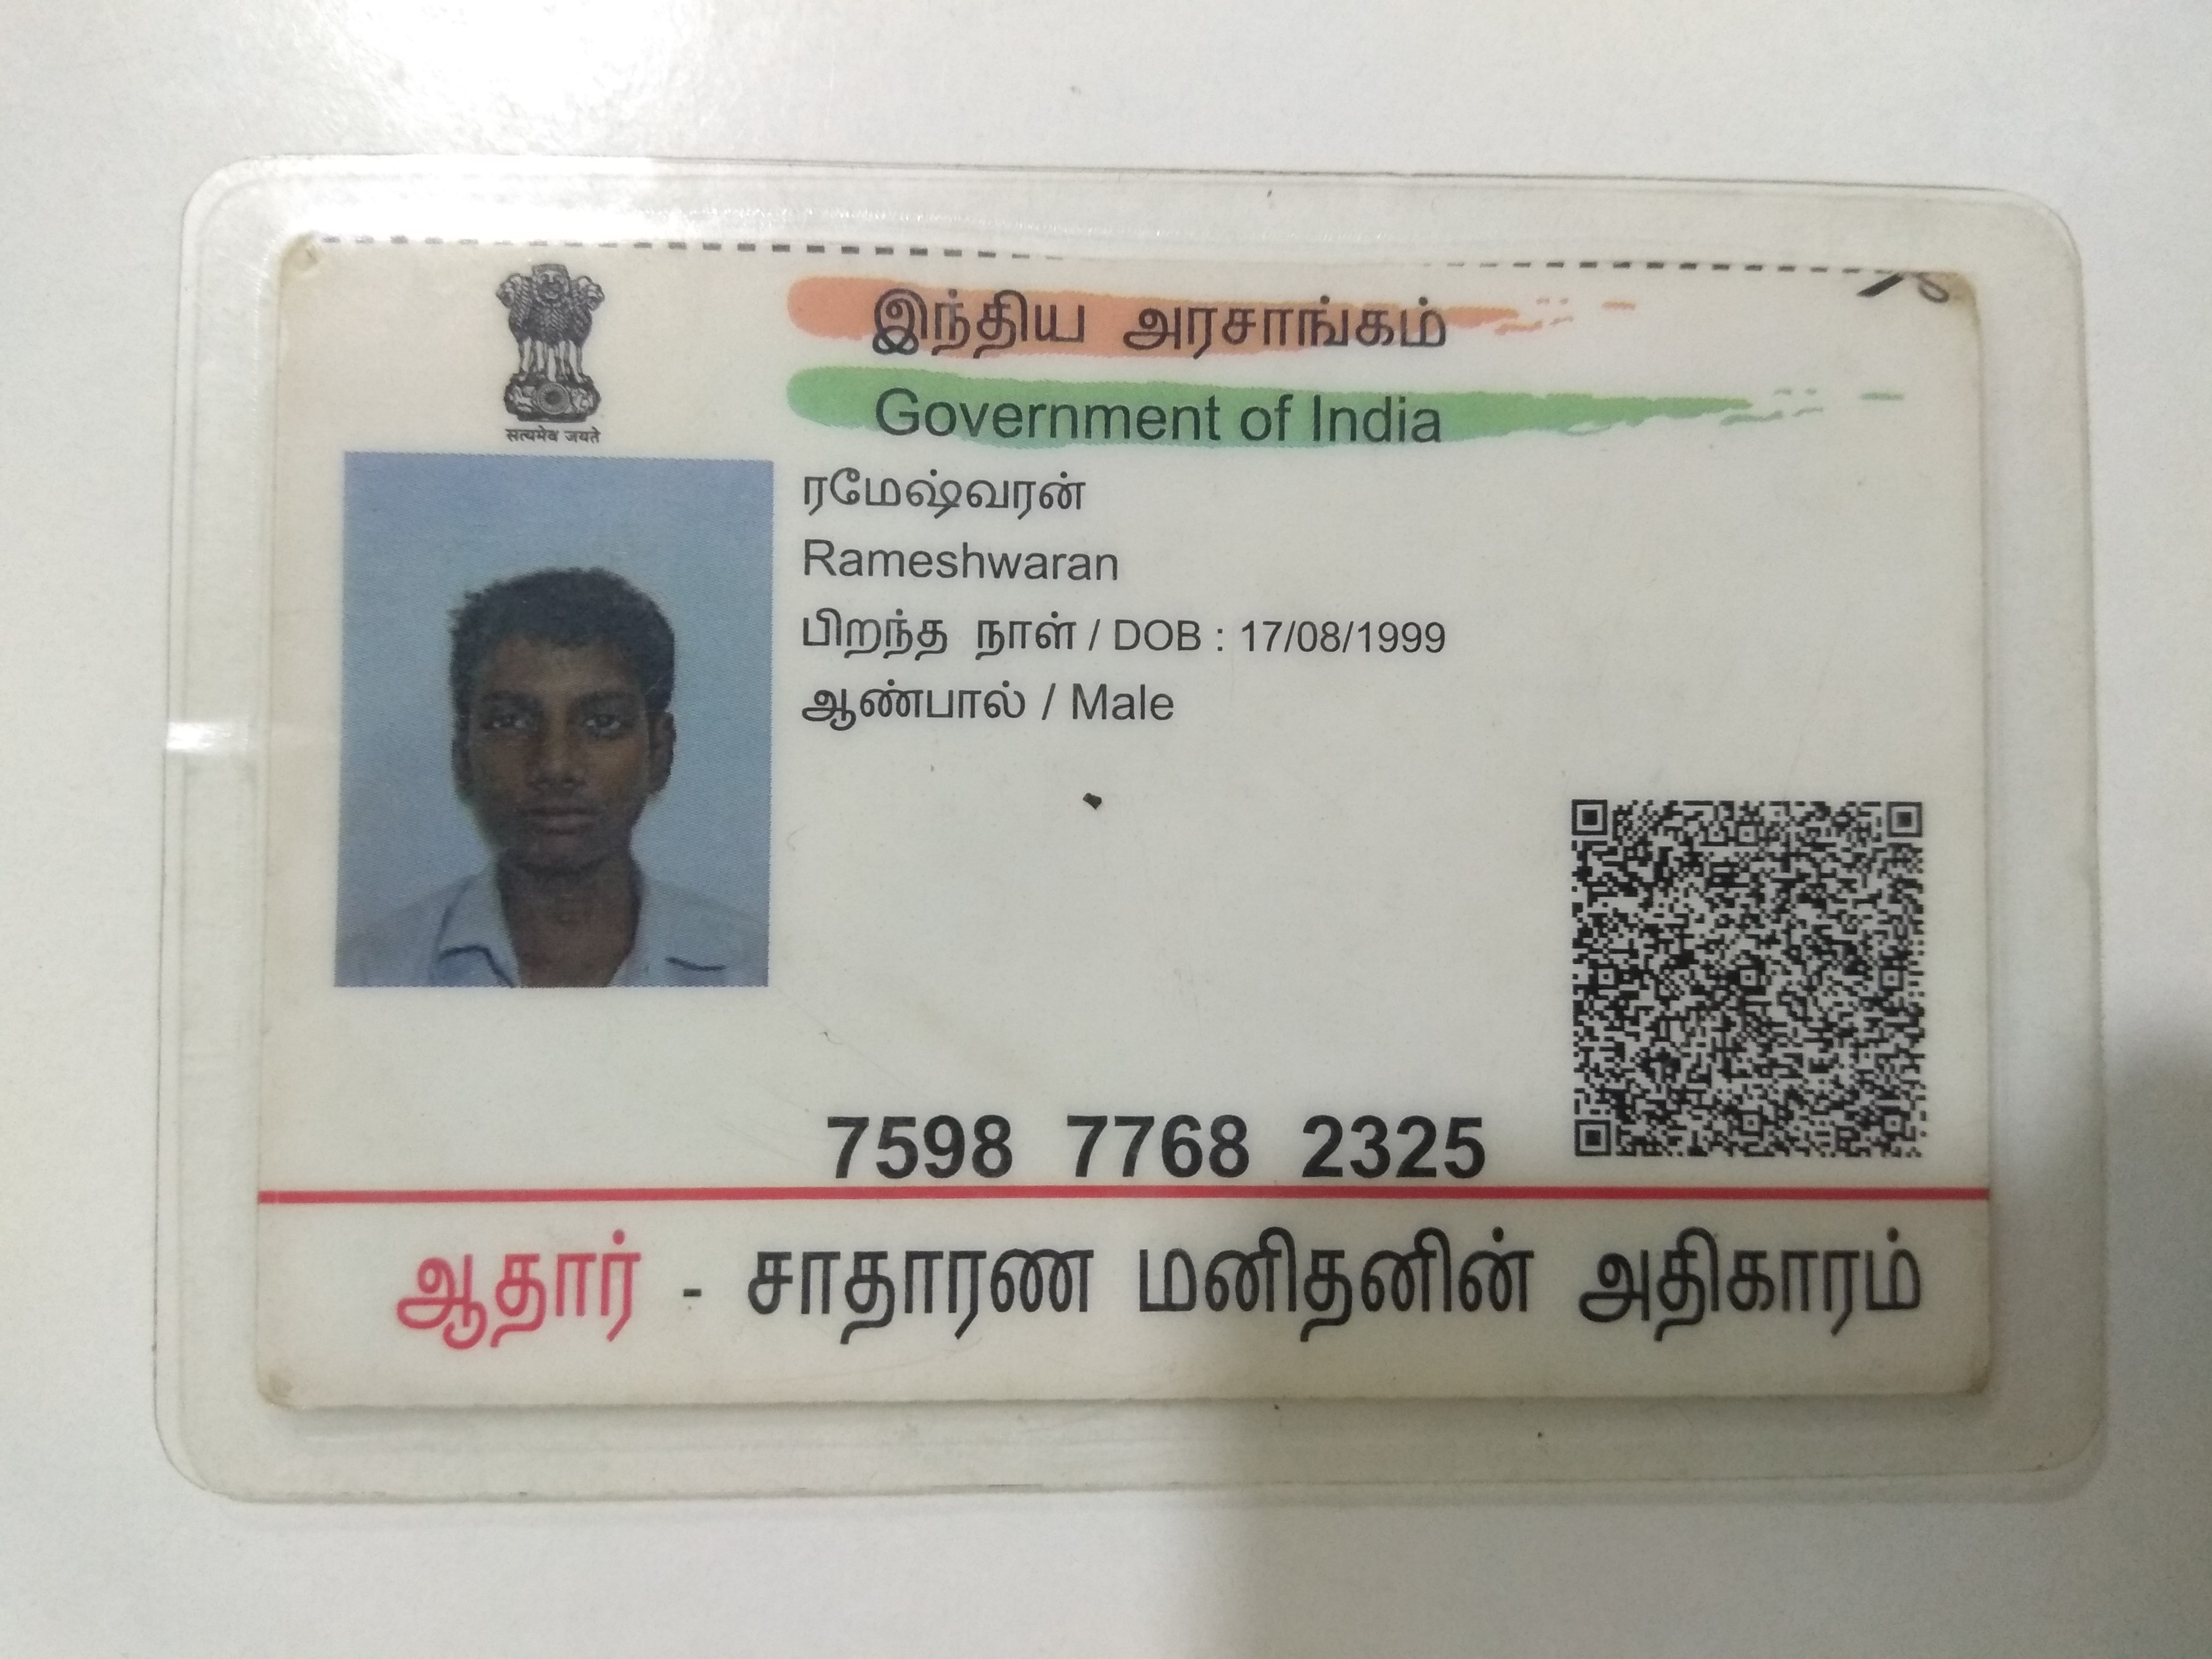 இந்திய அரசாங்கம்
Government of India
सत्यमेव जयते
ரமேஷ்வரன்
Rameshwaran
பிறந்த நாள் / DOB : 17/08/1999
ஆண்பால் / Male
7598 7768 2325
ஆதார் - சாதாரண மனிதனின் அதிகாரம்